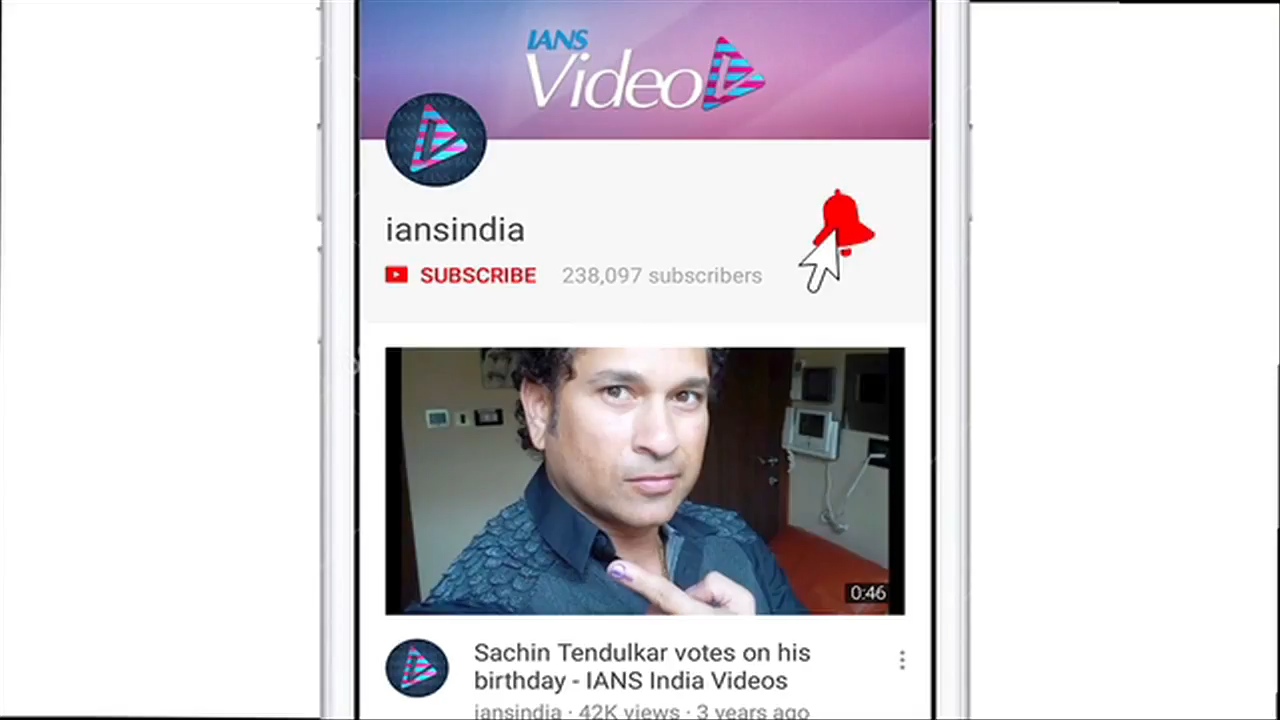 IANS
Video
iansindia
SUBSCRIBE 238,097 subscribers
0:46
Sachin Tendulkar votes on his
birthday - IANS India Videos
iansindia · 42K views · 3 years ago